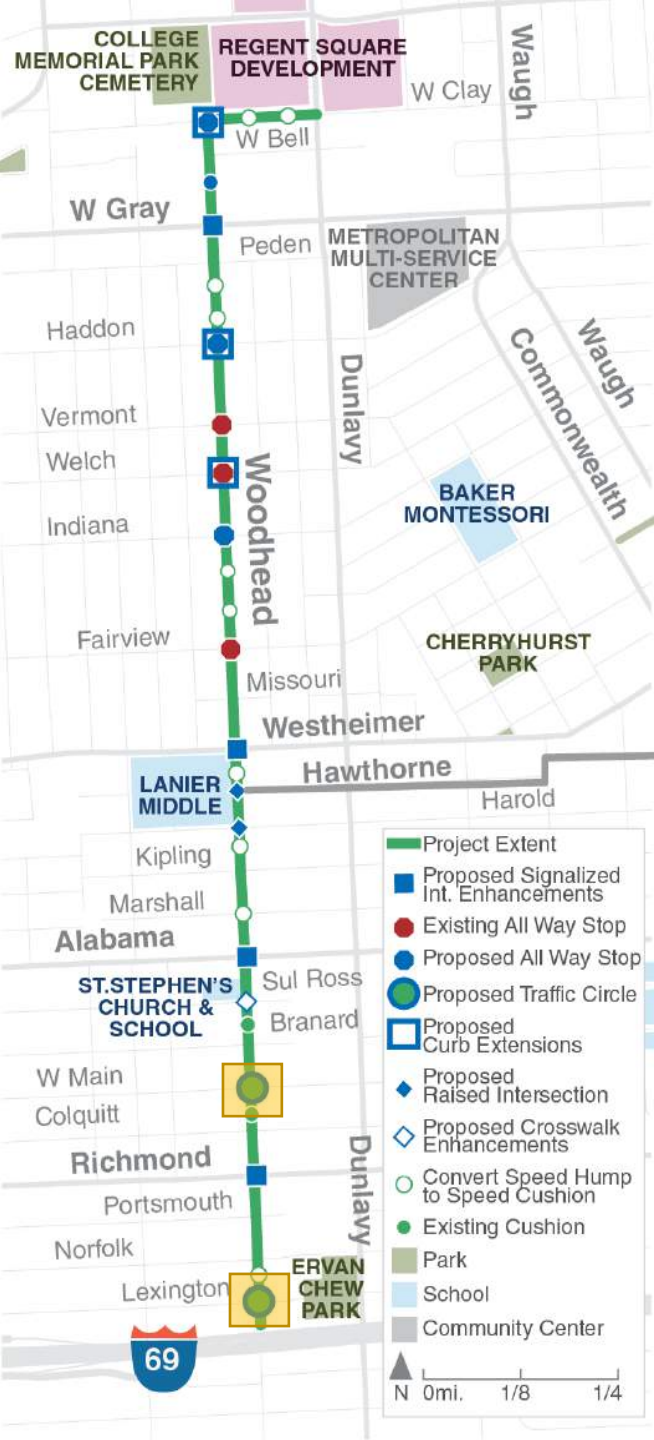 COLLEGE
MEMORIAL PARK
CEMETERY
REGENT SQUARE
DEVELOPMENT
Waugh
W Clay
W Bell
W Gray
Peden
METROPOLITAN
MULTI-SERVICE
CENTER
Haddon
Dunlavy
Waugh
Commonwealth
Vermont
Welch
Woodhead
BAKER
MONTESSORI
Indiana
Fairview
CHERRYHURST
PARK
Missouri
Westheimer
Hawthorne
LANIER
MIDDLE
Harold
Kipling
Marshall
Alabama
ST.STEPHEN'S
CHURCH &
SCHOOL
Sul Ross
Branard
W Main
Colquitt
Richmond
Dunlavy
Portsmouth
Norfolk
Lexington
ERVAN
CHEW
PARK
69
Project Extent
Proposed Signalized
Int. Enhancements
Existing All Way Stop
Proposed All Way Stop
Proposed Traffic Circle
Proposed
Curb Extensions
Proposed
Raised Intersection
Proposed Crosswalk
Enhancements
Convert Speed Hump
to Speed Cushion
Existing Cushion
Park
School
Community Center
N 0mi. 1/8 1/4